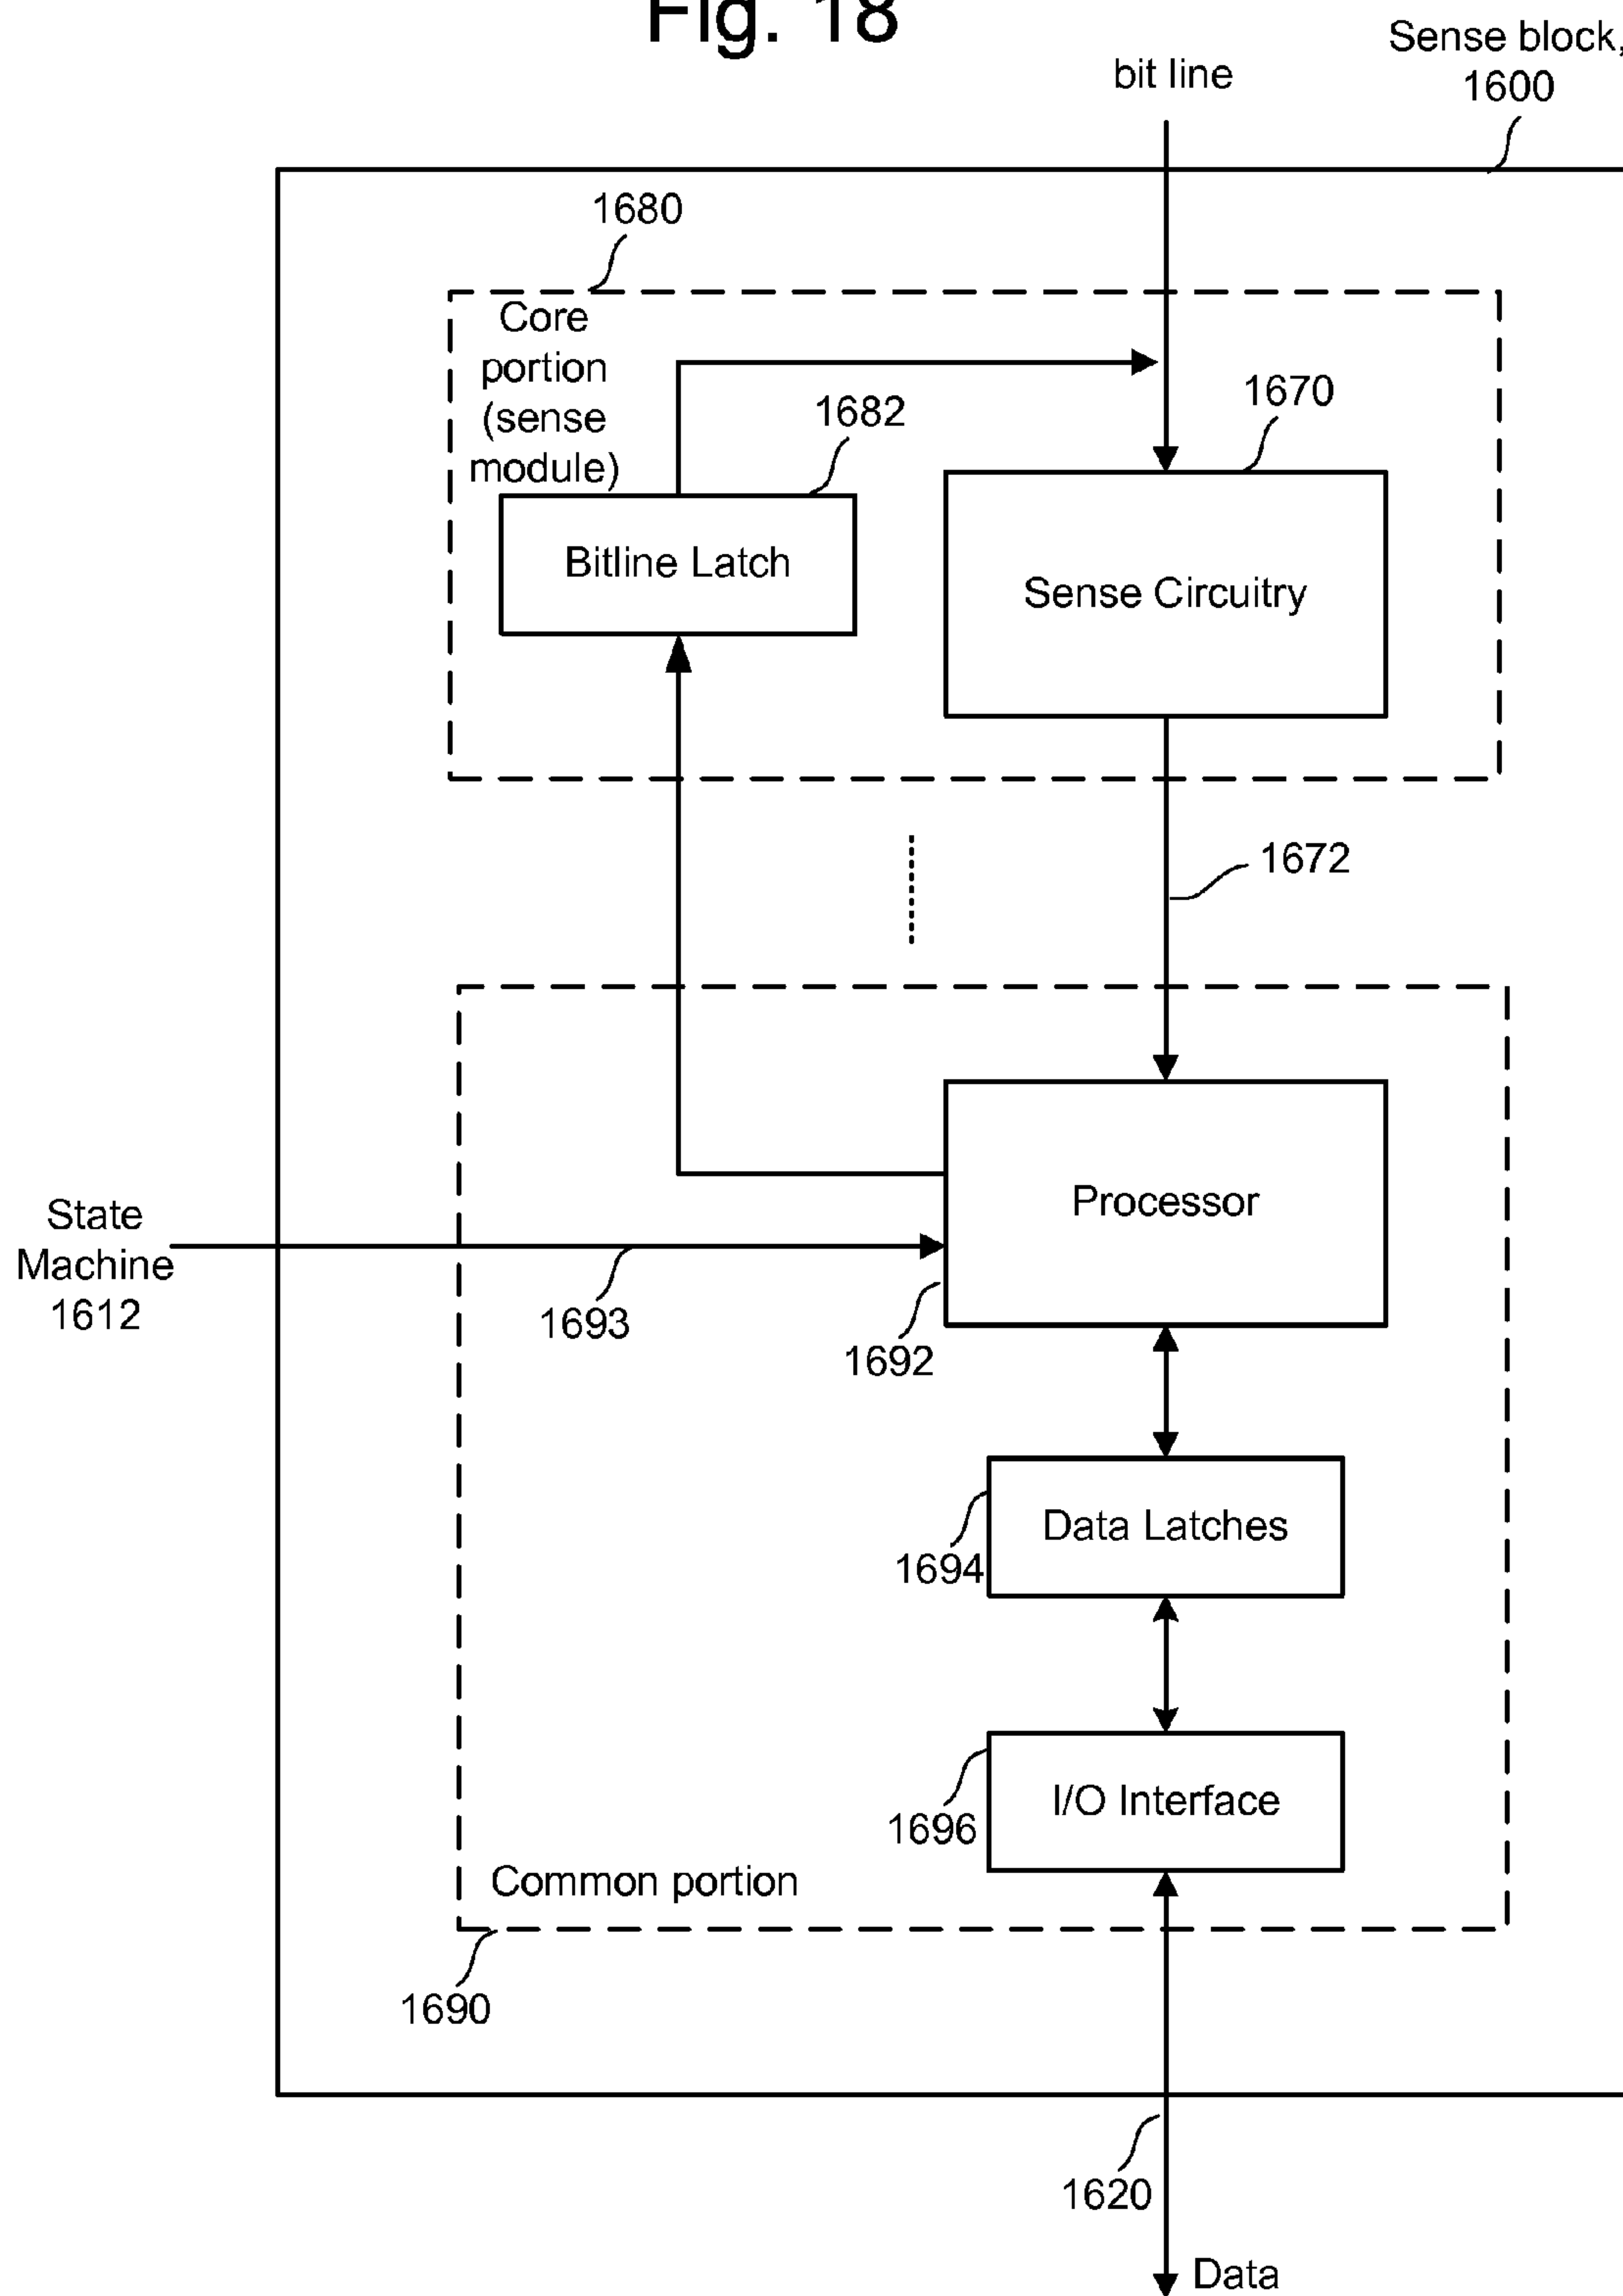 Fig. 18
Sense block,
1600
bit line
1680
Core
portion
(sense
module)
1682
1670
Bitline Latch
Sense Circuitry
1672
Processor
State
Machine
1612
1693
1692
Data Latches
1694
I/O Interface
1696
Common portion
1690
1620
Data